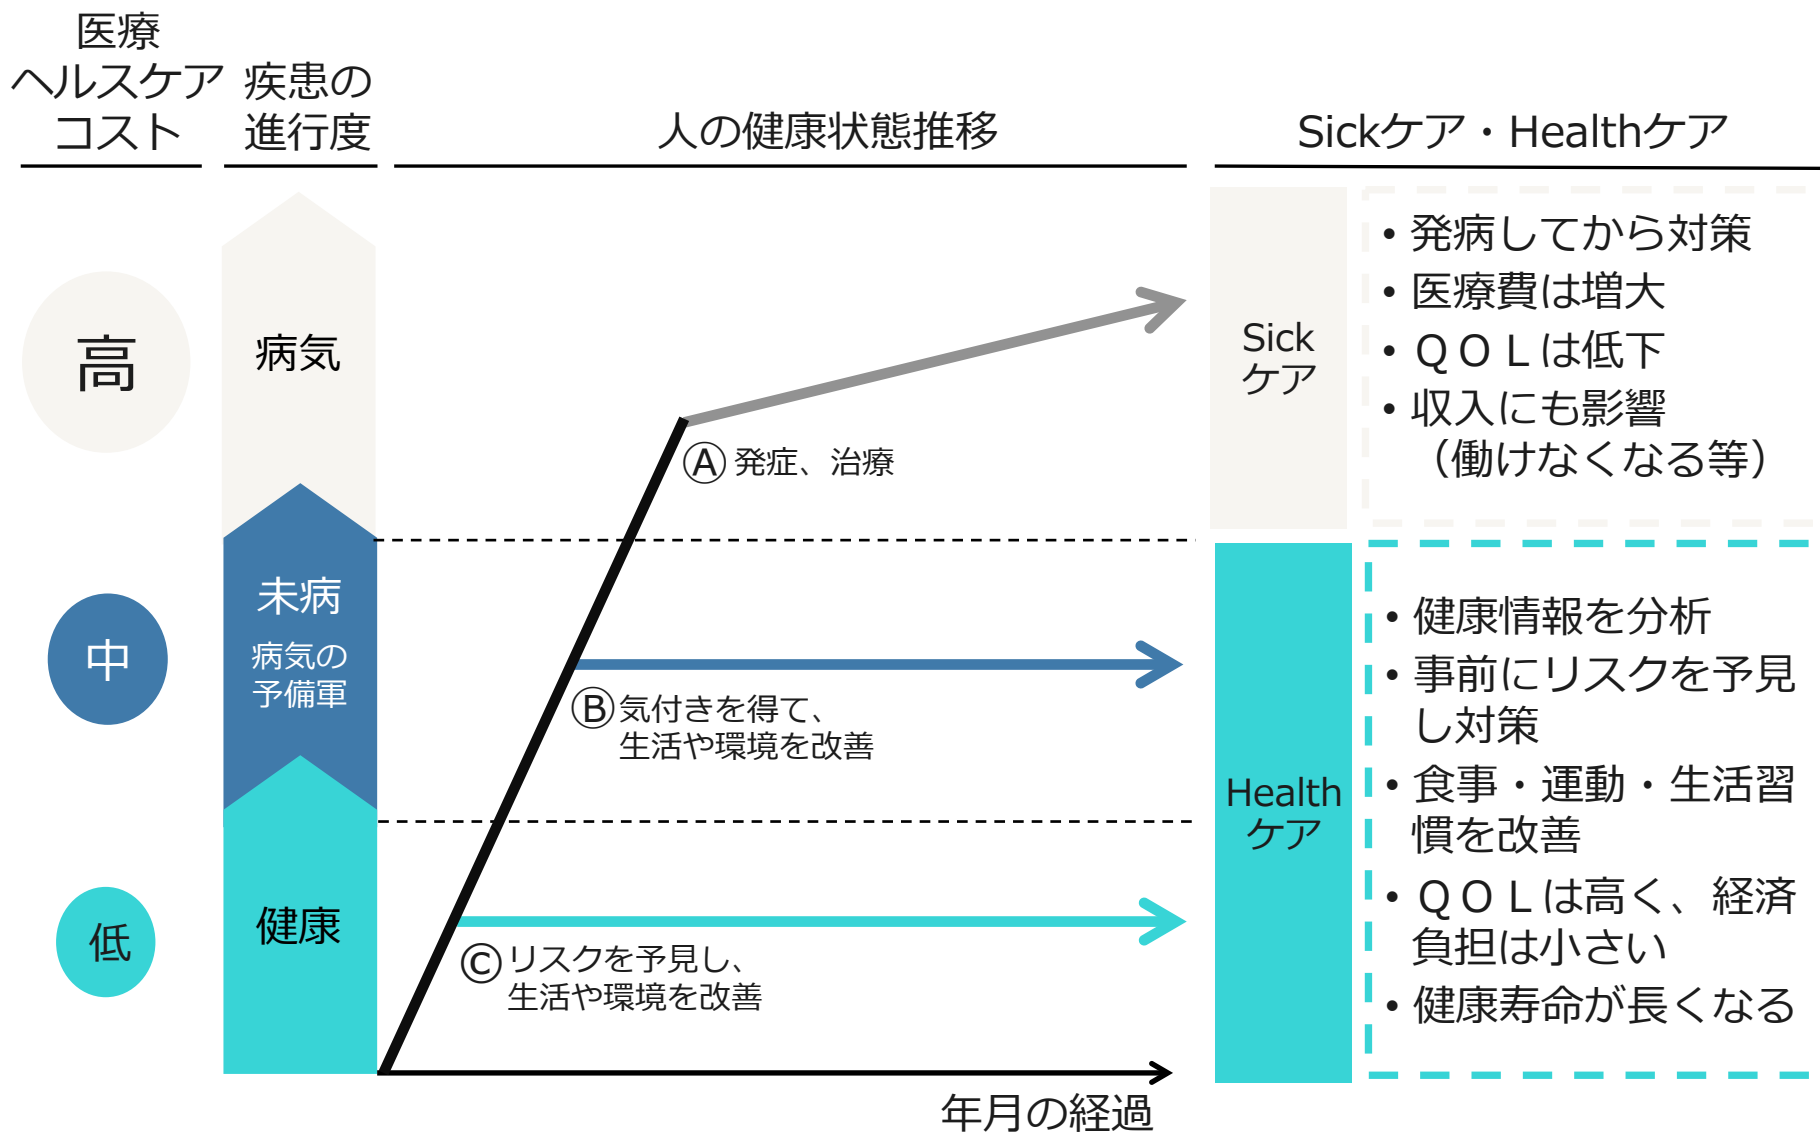 医療
ヘルスケア
コスト
疾患の
進行度
人の健康状態推移
Sickケア・Healthケア
高
病気
Ⓐ 発症、治療
Sick
ケア
・発病してから対策
・医療費は増大
・ＱＯＬは低下
・収入にも影響
（働けなくなる等）
中
未病
病気の
予備軍
Ⓑ 気付きを得て、
生活や環境を改善
低
健康
Ⓒ リスクを予見し、
生活や環境を改善
Health
ケア
・健康情報を分析
・事前にリスクを予見
し対策
・食事・運動・生活習
慣を改善
・ＱＯＬは高く、経済
負担は小さい
・健康寿命が長くなる
年月の経過